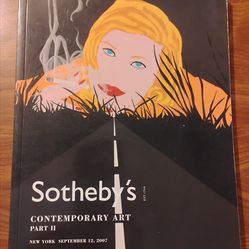 Sotheby's
EST. 1744
CONTEMPORARY ART
PART II
NEW YORK SEPTEMBER 12, 2007